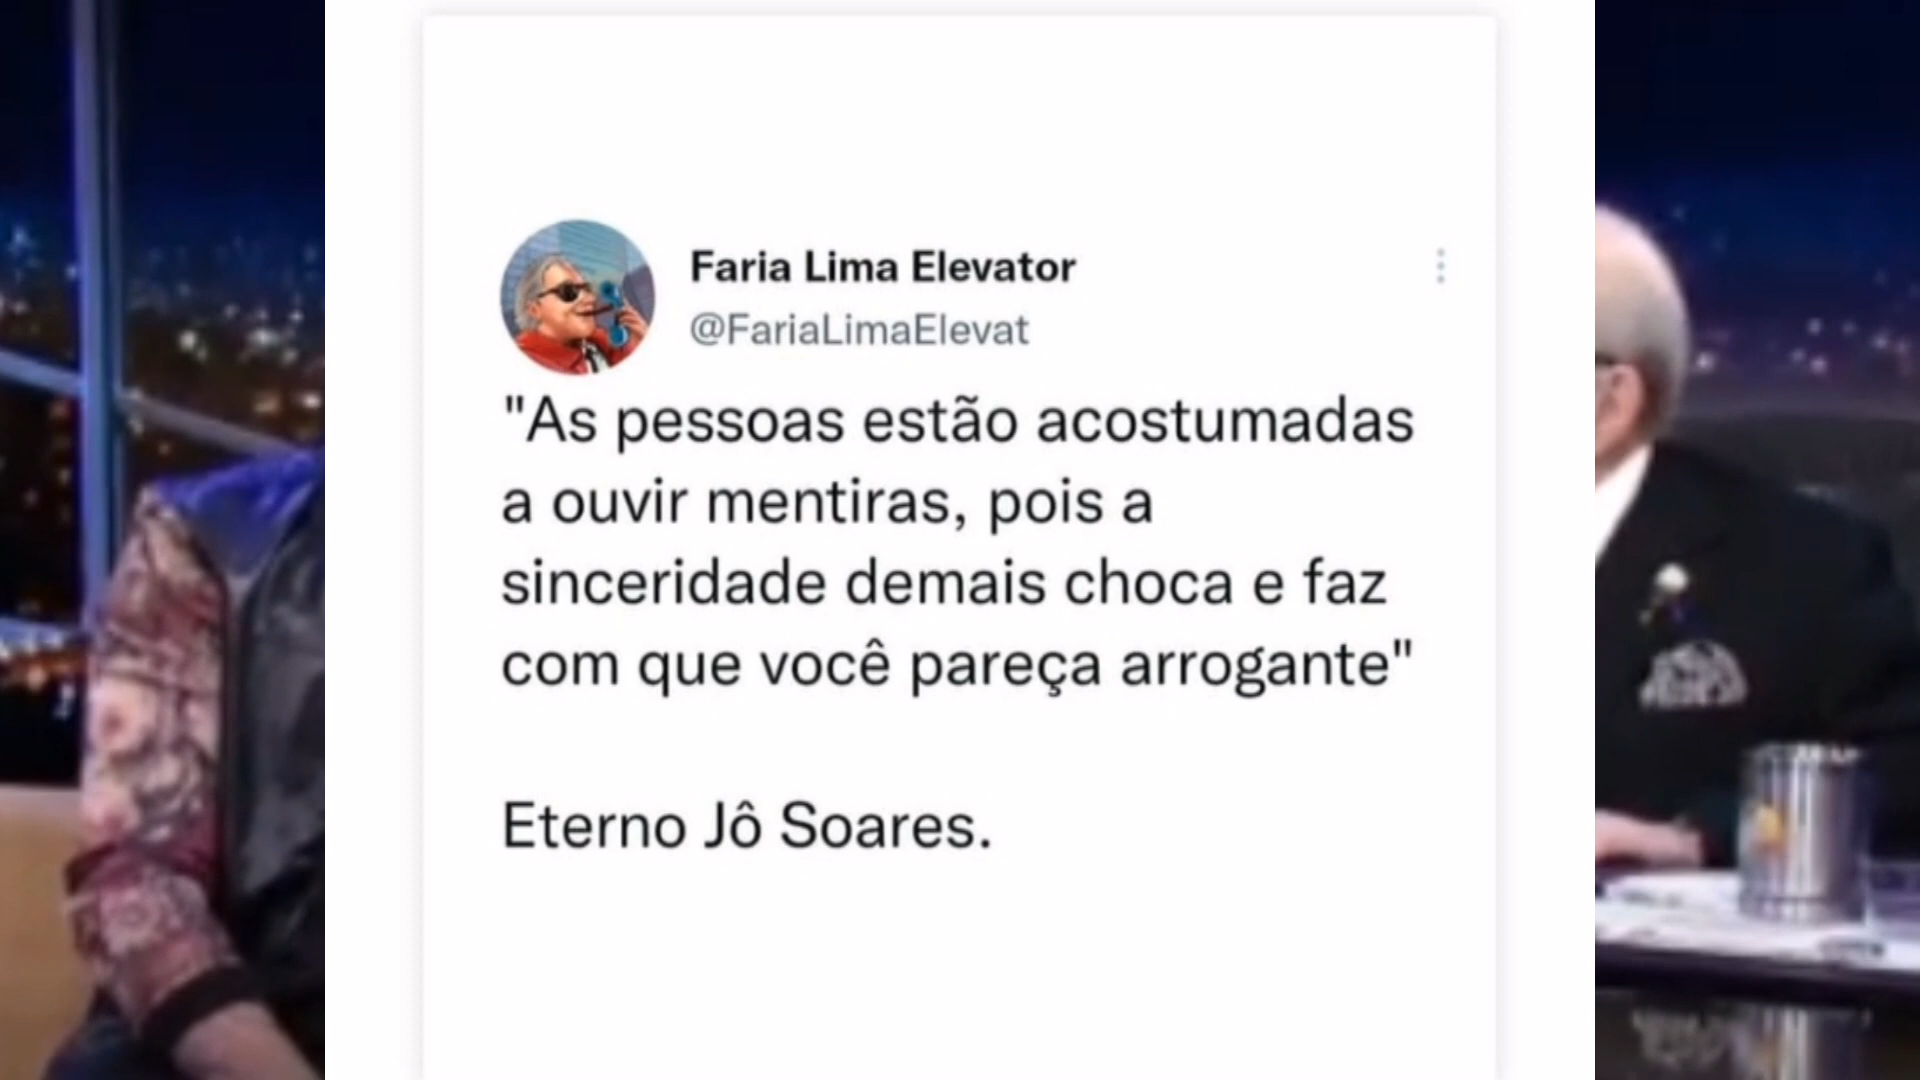 Faria Lima Elevator
@FariaLimaElevat
"As pessoas estão acostumadas
a ouvir mentiras, pois a
sinceridade demais choca e faz
com que você pareça arrogante"
Eterno Jô Soares.